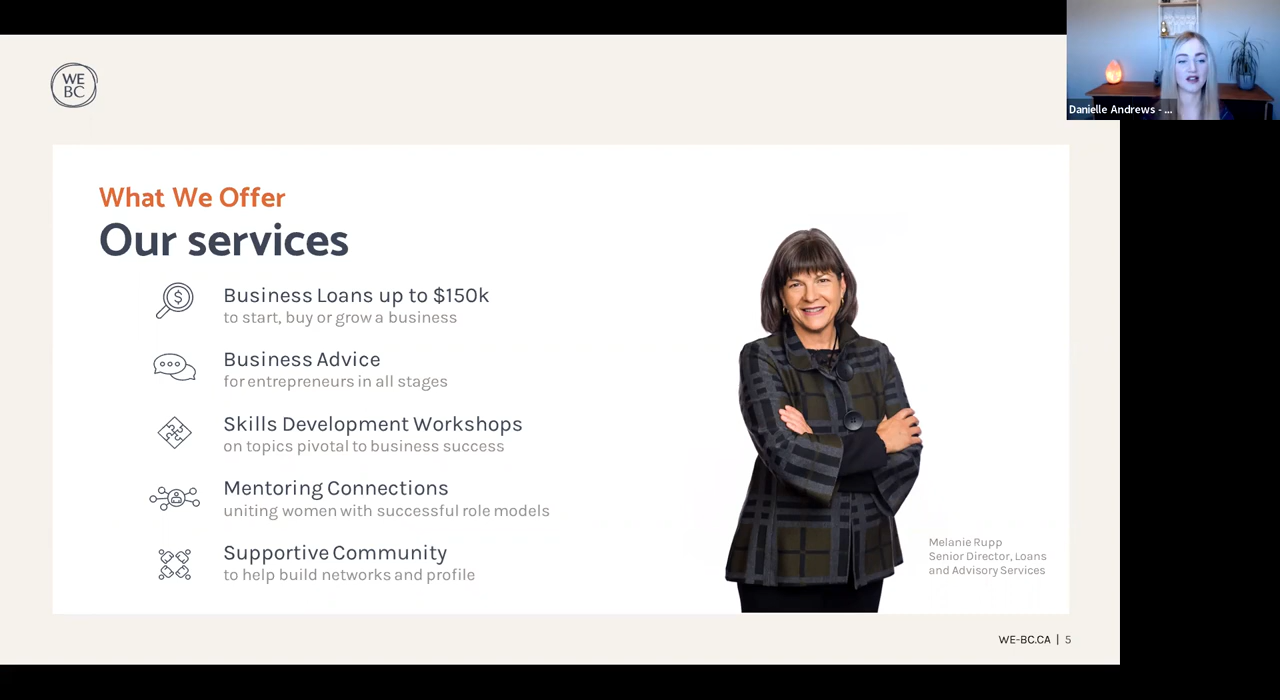 WE
BC
Danielle Andrews - ...
What We Offer
Our services
$
Business Loans up to $150k
to start, buy or grow a business
Business Advice
for entrepreneurs in all stages
Skills Development Workshops
on topics pivotal to business success
Mentoring Connections
uniting women with successful role models
Supportive Community
to help build networks and profile
Melanie Rupp
Senior Director, Loans
and Advisory Services
WE-BC.CA | 5